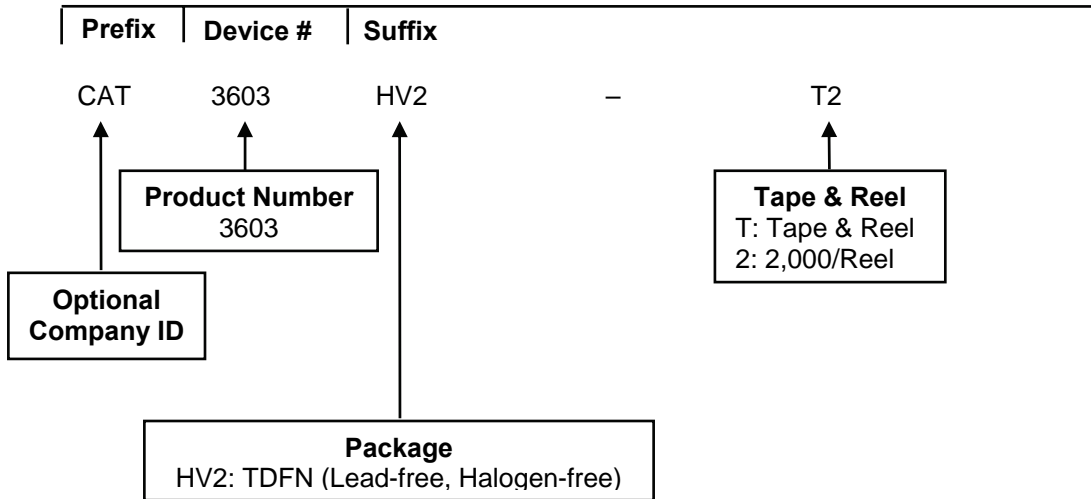 Prefix Device # Suffix
CAT 3603 HV2 – T2
Product Number
3603
Tape & Reel
T: Tape & Reel
2: 2,000/Reel
Optional
Company ID
Package
HV2: TDFN (Lead-free, Halogen-free)